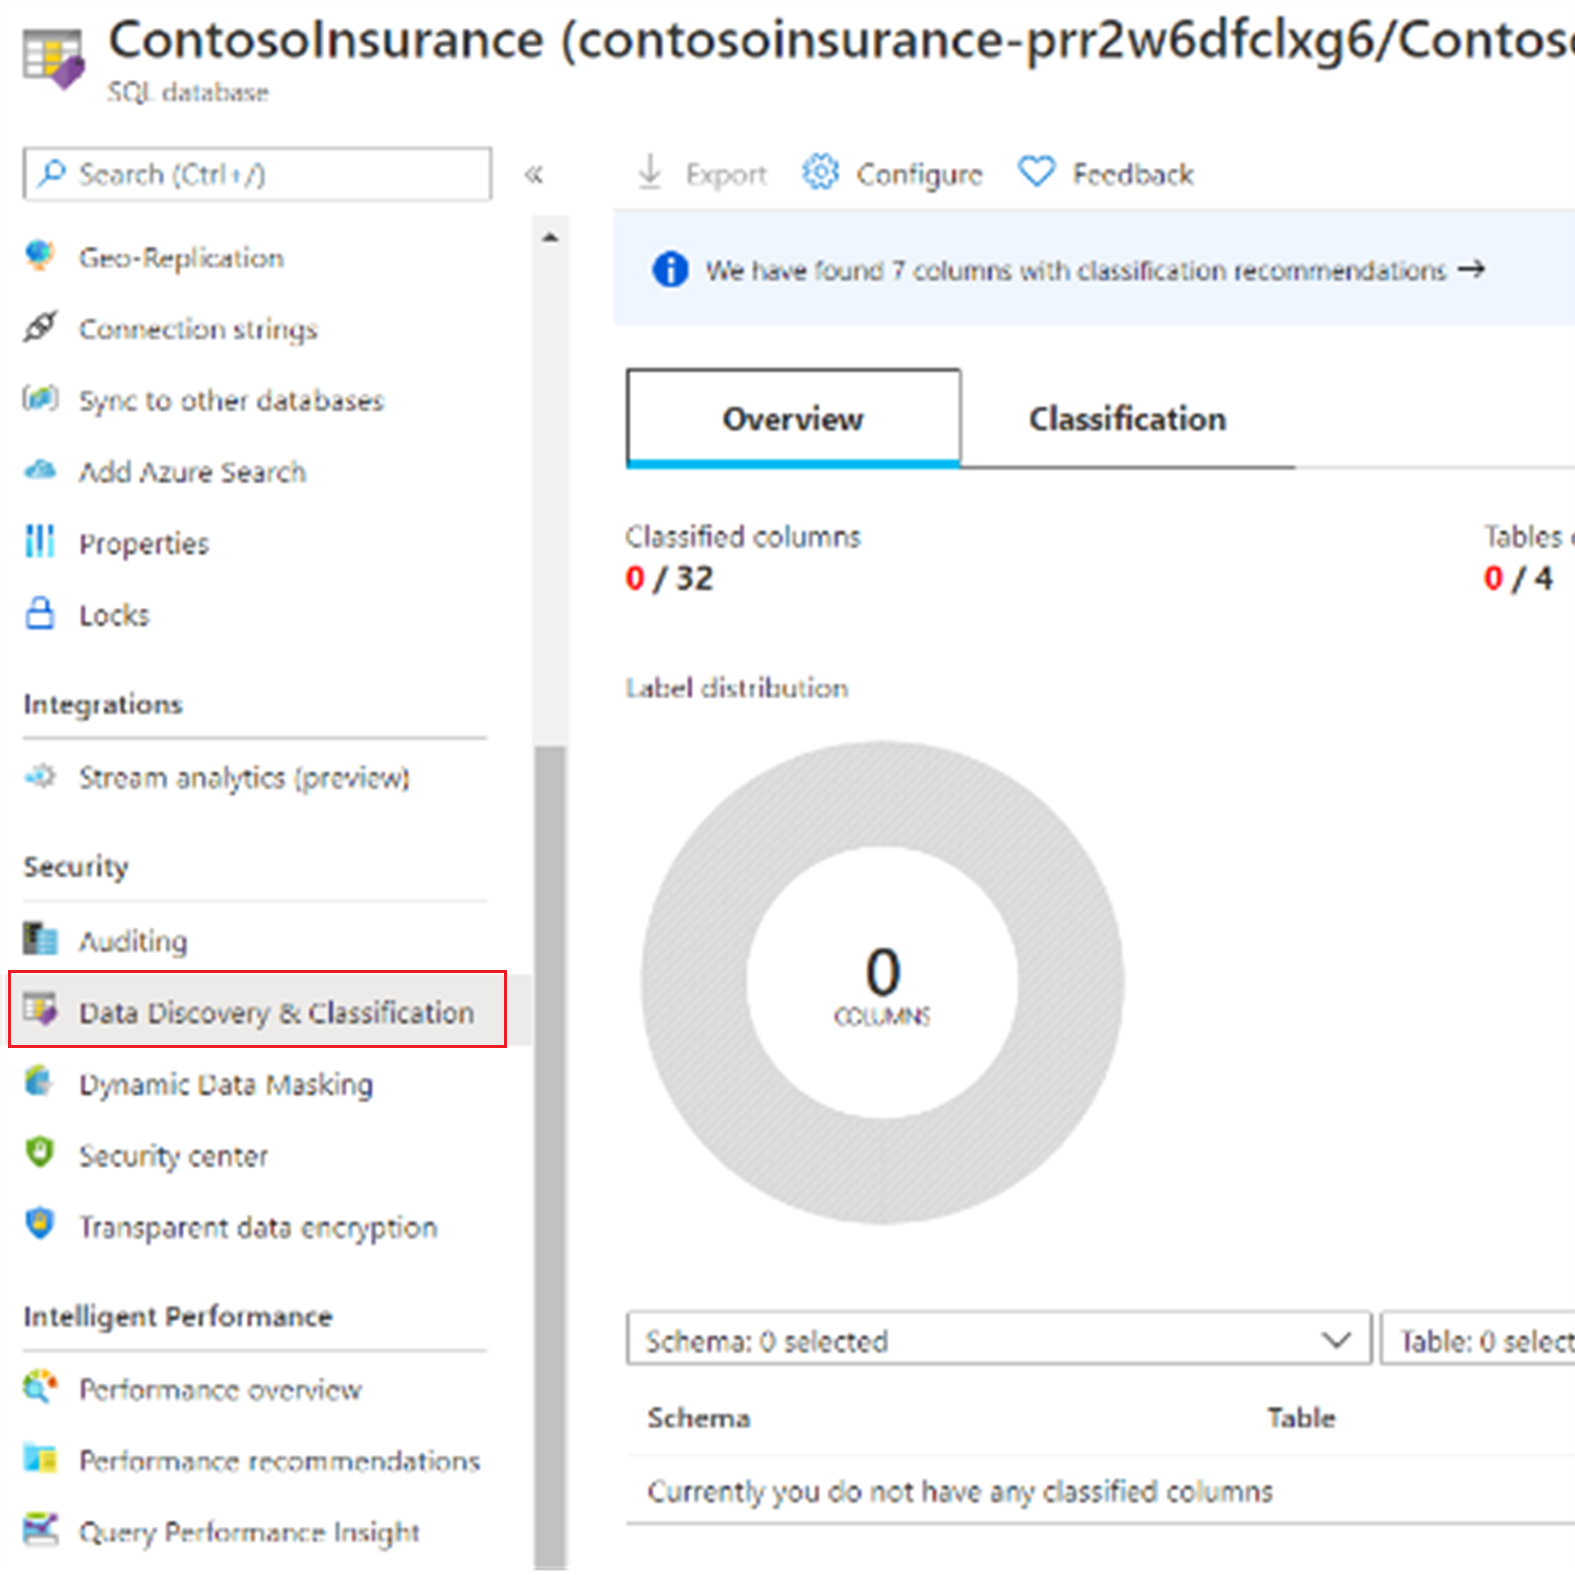 ContosoInsurance (contosoinsurance-prr2w6dfclxg6/Contoso
SQL database
Search (Ctrl+/)
«
Export
Configure
Feedback
Geo-Replication
Connection strings
Sync to other databases
Add Azure Search
Properties
Locks
Integrations
Stream analytics (preview)
Security
Auditing
Data Discovery & Classification
Dynamic Data Masking
Security center
Transparent data encryption
Intelligent Performance
Performance overview
Performance recommendations
Query Performance Insight
We have found 7 columns with classification recommendations →
Overview
Classification
Classified columns
0 / 32
Tables
0 / 4
Label distribution
0
COLUMNS
Schema: 0 selected
Table: 0 select
Schema
Table
Currently you do not have any classified columns